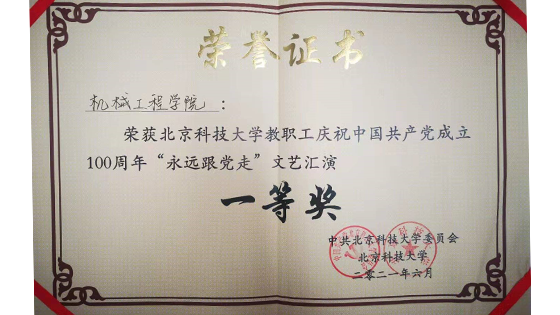 荣誉证书
机械工程学院：
荣获北京科技大学教职工庆祝中国共产党成立
100周年“永远跟党走”文艺汇演
一等奖
中共北京科技大学委员会
北京科技大学
二〇二一年六月